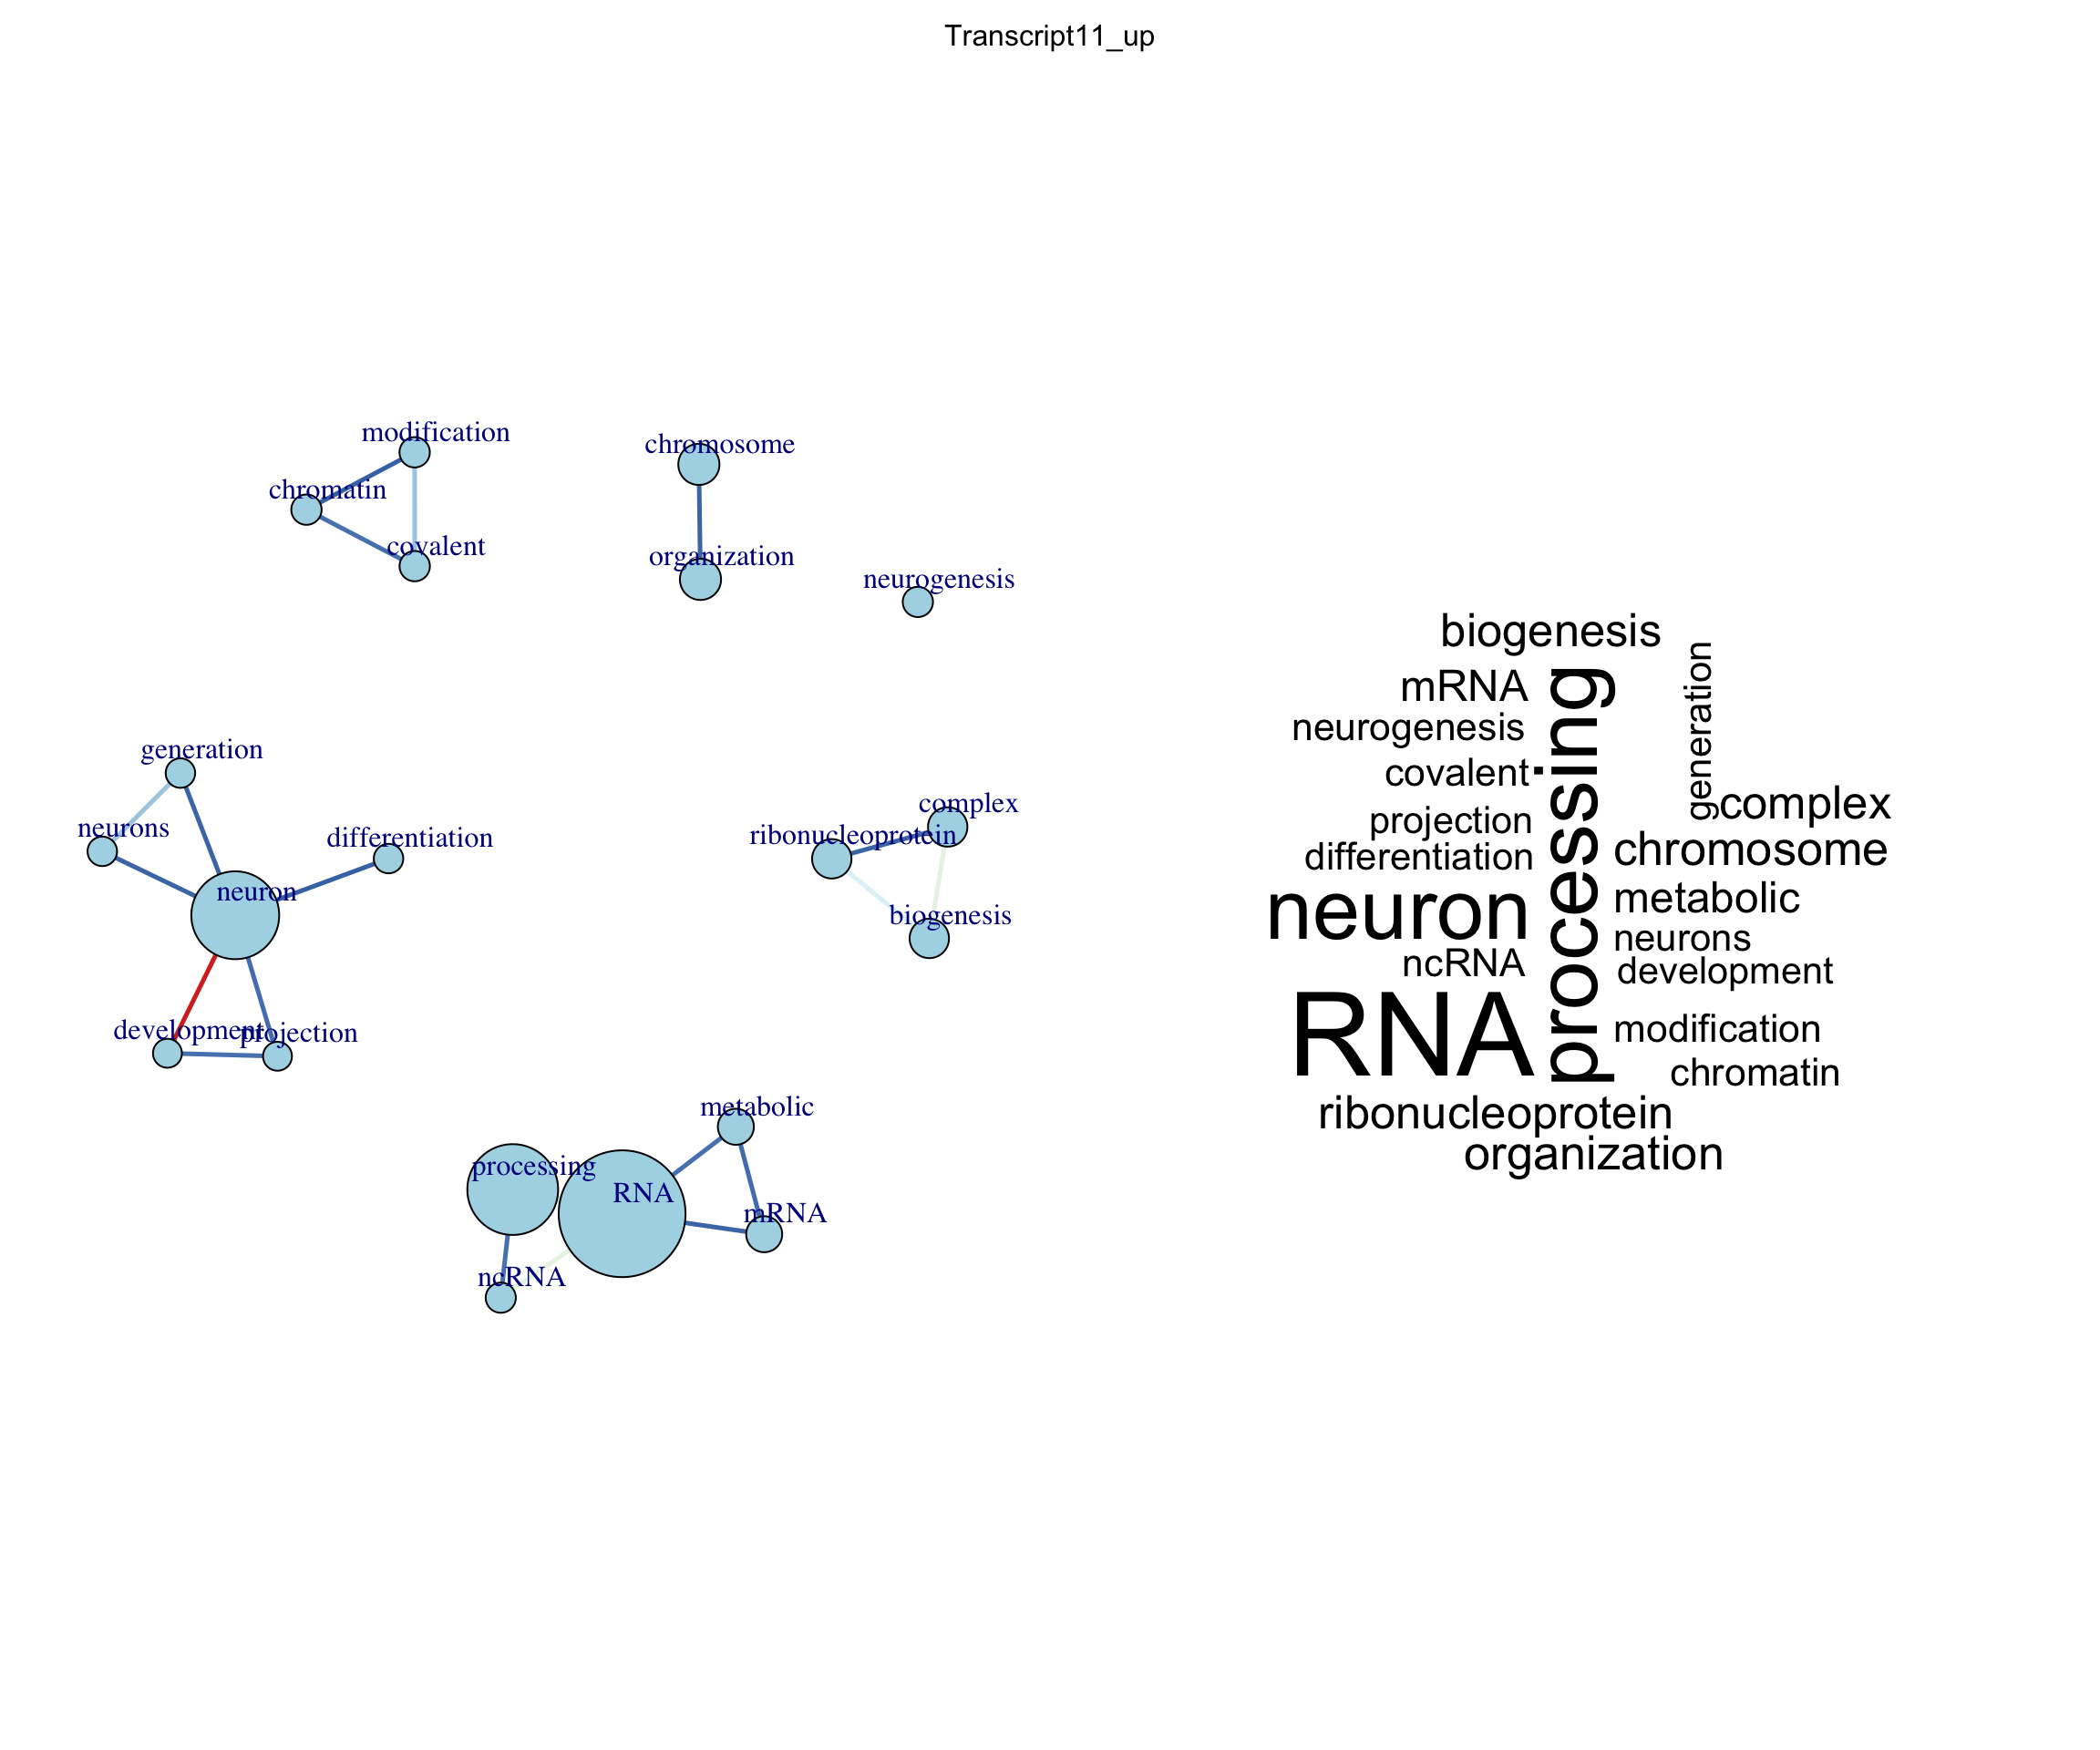 Transcript11_up
modification
chromosome
chromatin
covalent
organization
neurogenesis
generation
neurons
differentiation
neuron
development
projection
complex
ribonucleoprotein
biogenesis
metabolic
processing
RNA
mRNA
ncRNA
biogenesis
generation
mRNA
processing
neurogenesis
covalent
complex
projection
chromosome
differentiation
neuron
metabolic
neurons
ncRNA
development
RNA
modification
chromatin
ribonucleoprotein
organization